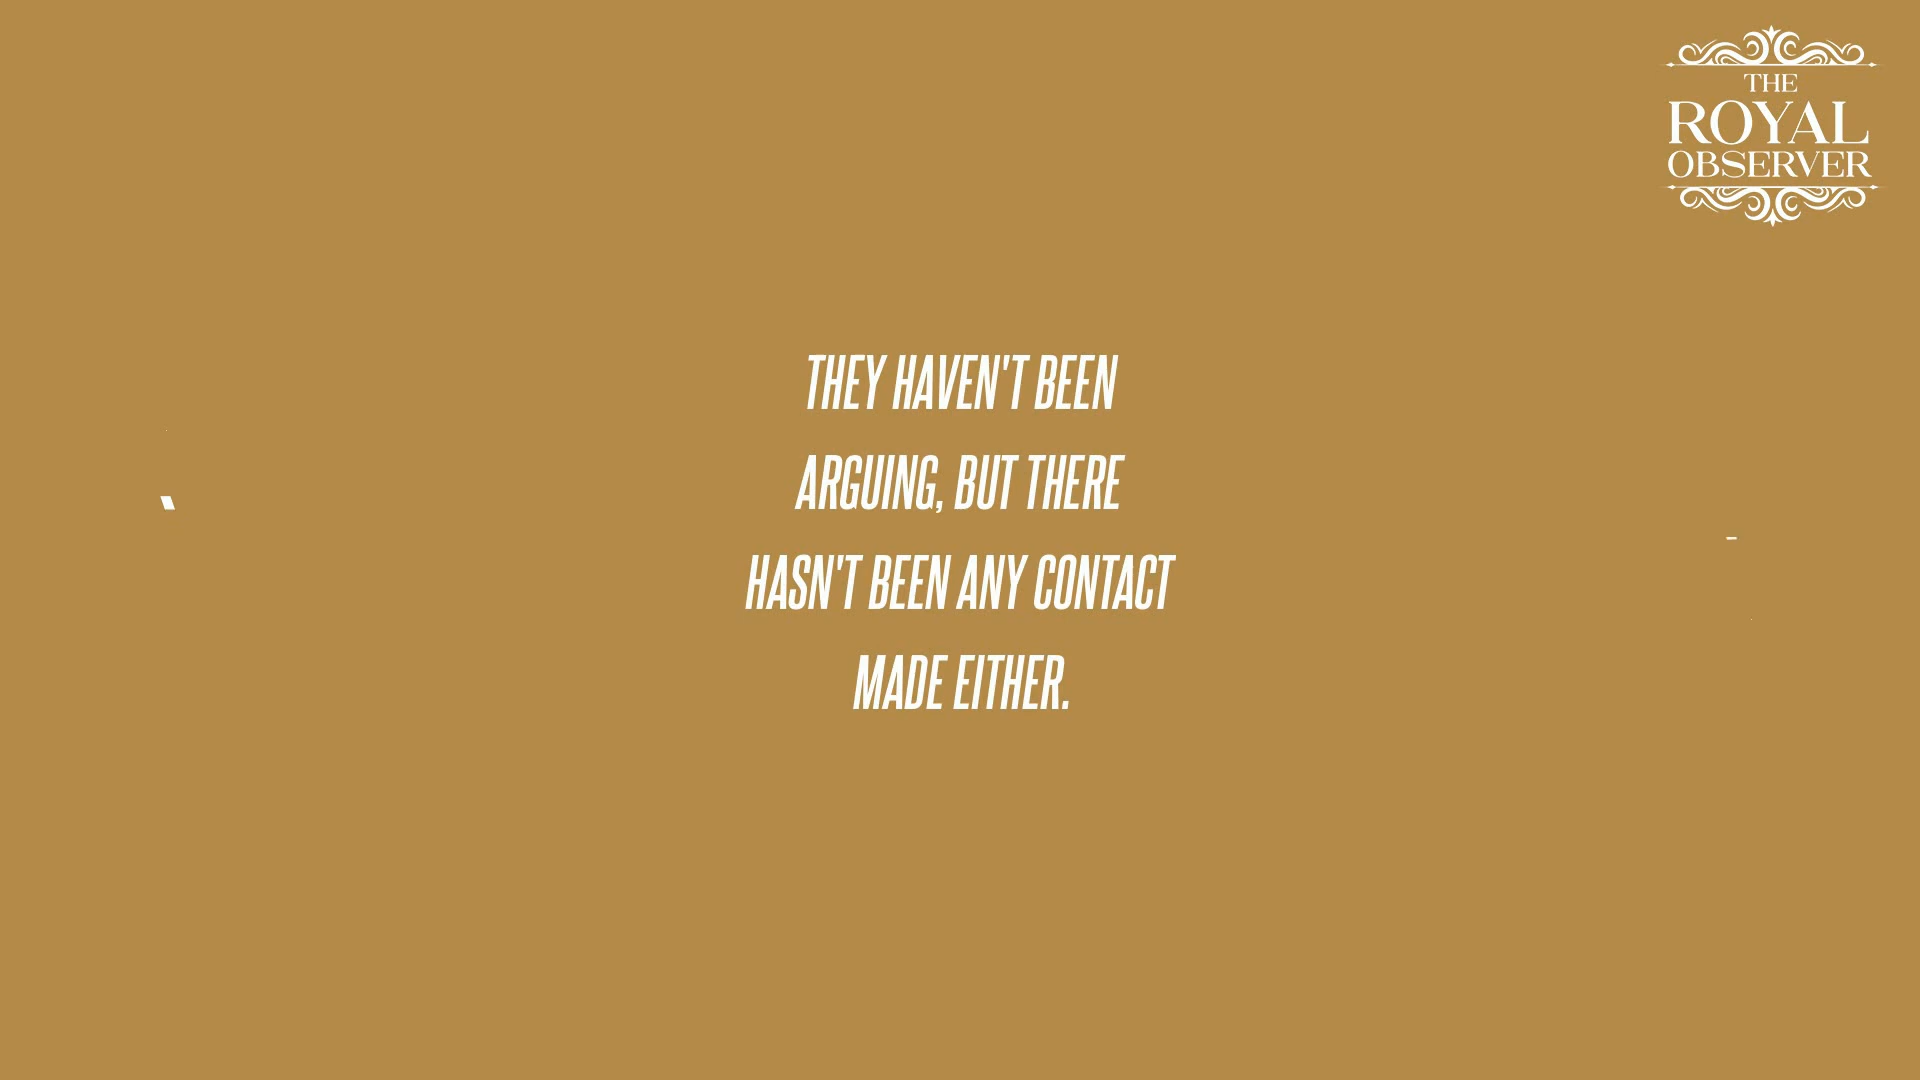 THE
ROYAL
OBSERVER
THEY HAVEN'T BEEN
ARGUING, BUT THERE
HASN'T BEEN ANY CONTACT
MADE EITHER.